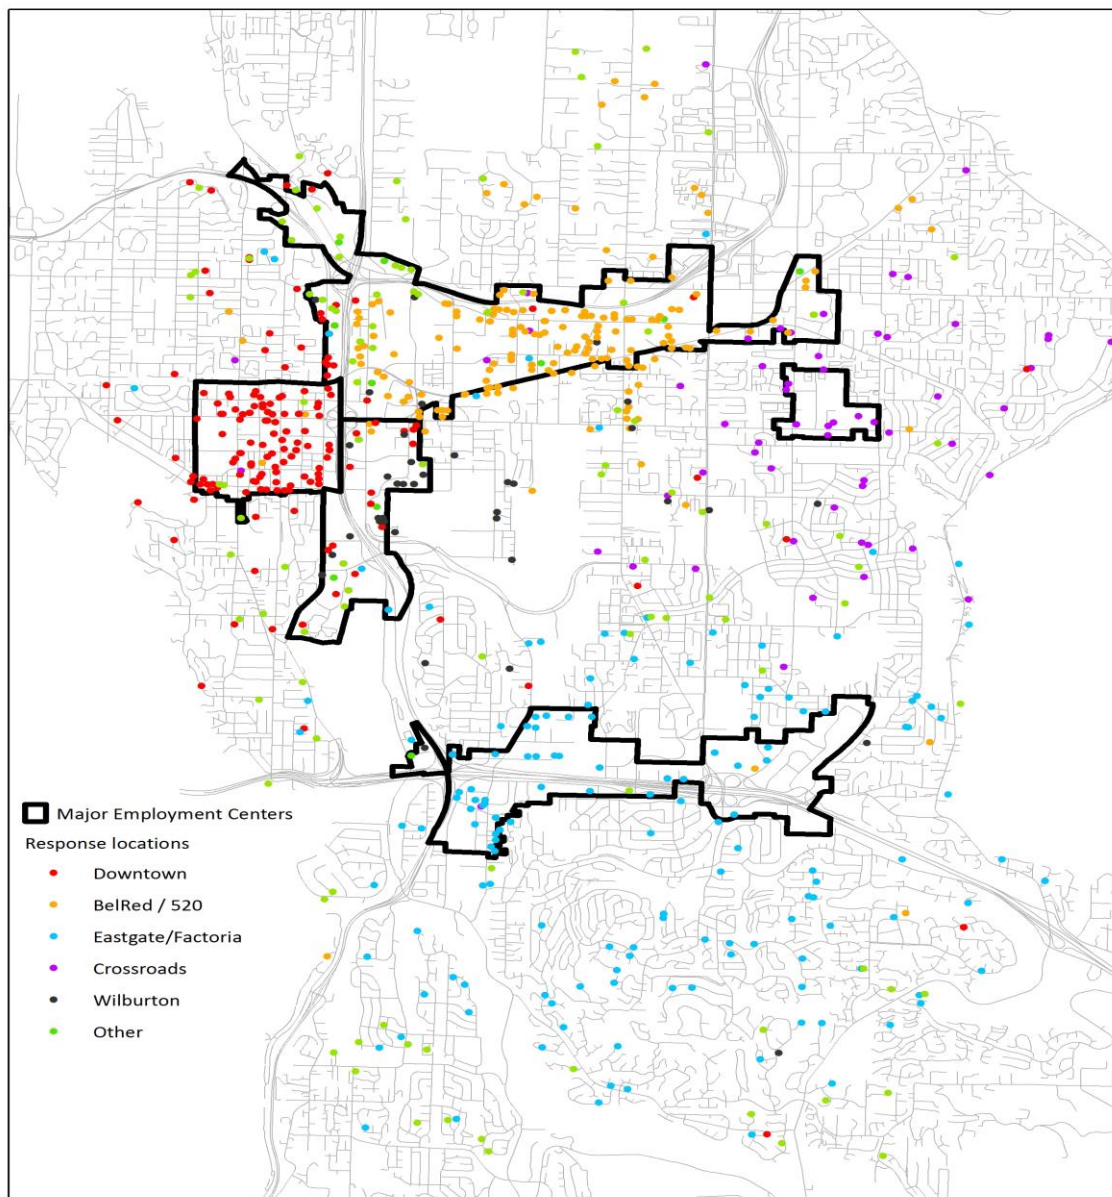 Major Employment Centers
Response locations
Downtown
BelRed / 520
Eastgate/Factoria
Crossroads
Wilburton
Other